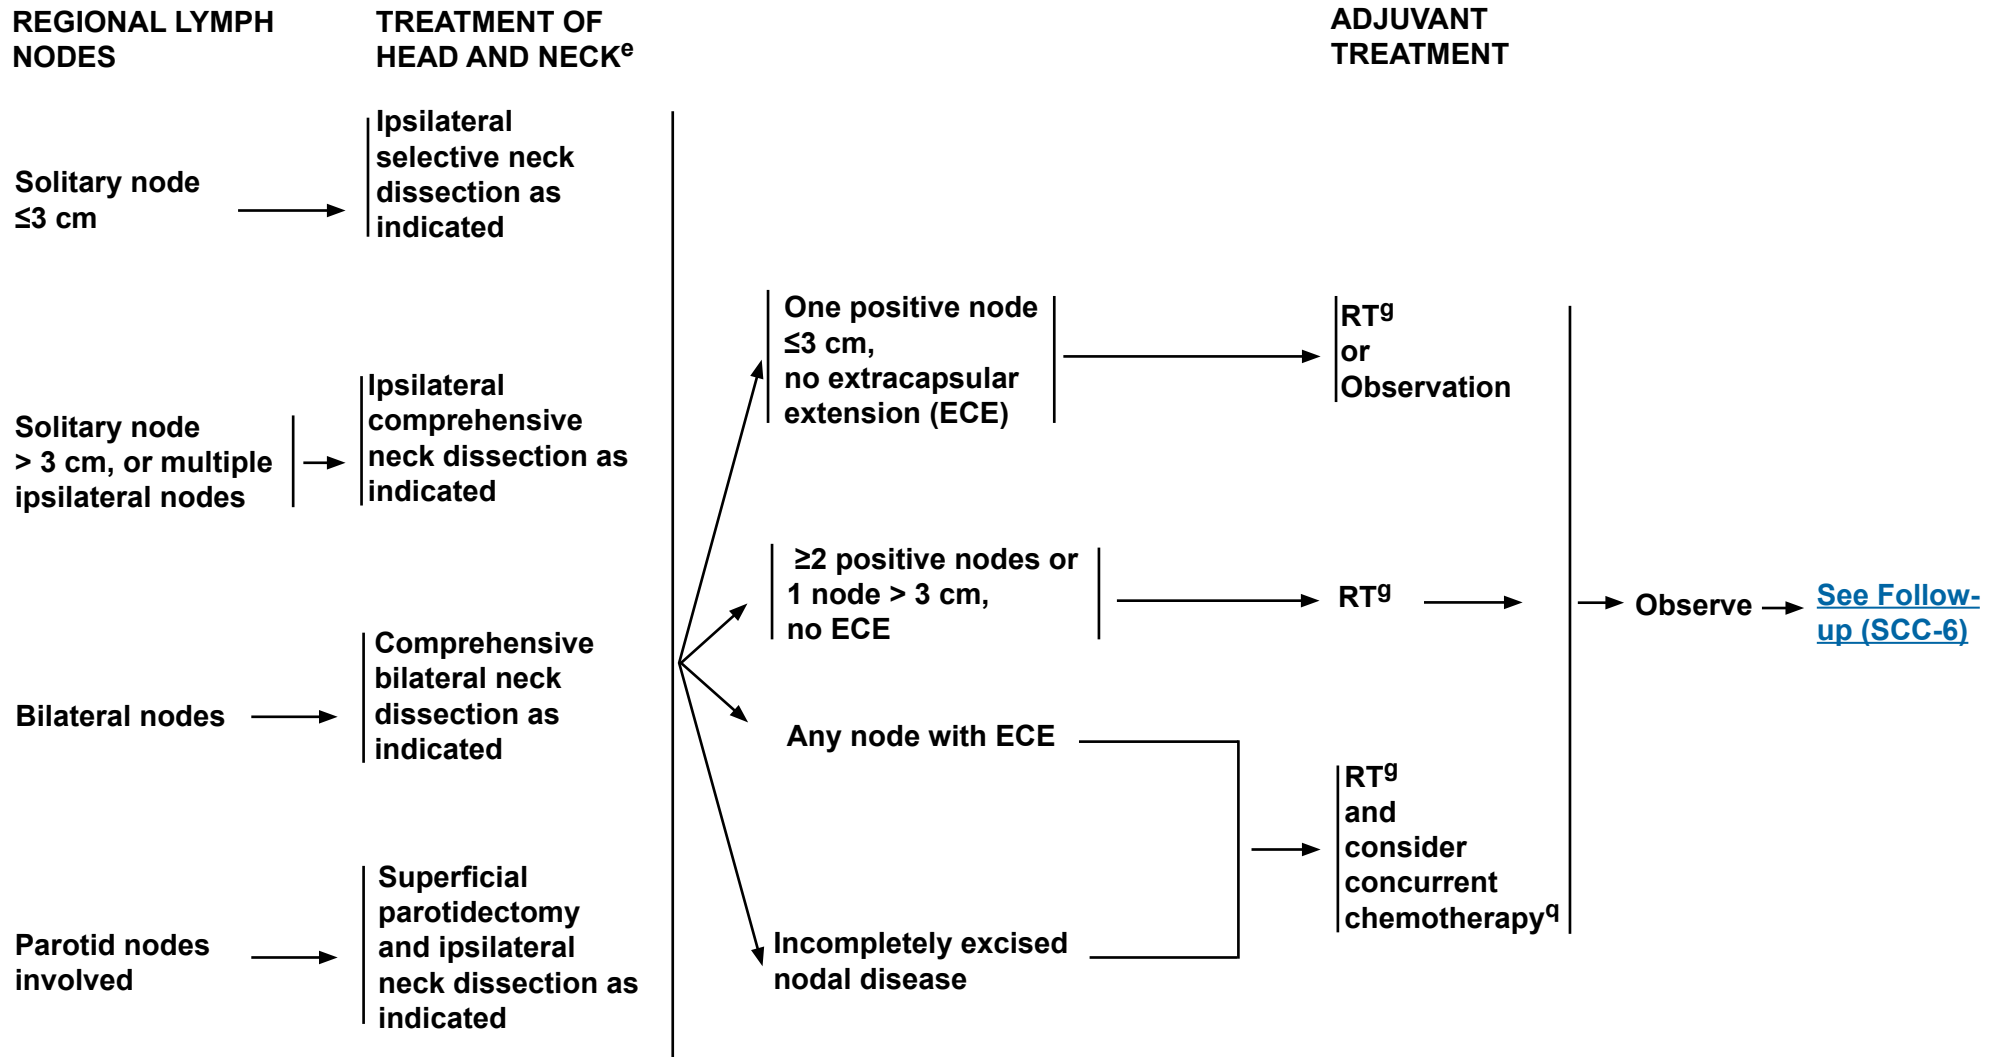 REGIONAL LYMPH
NODES
TREATMENT OF
HEAD AND NECKe
ADJUVANT
TREATMENT
Solitary node
≤3 cm
Ipsilateral
selective neck
dissection as
indicated
Solitary node
> 3 cm, or multiple
ipsilateral nodes
Ipsilateral
comprehensive
neck dissection as
indicated
Bilateral nodes
Comprehensive
bilateral neck
dissection as
indicated
Parotid nodes
involved
Superficial
parotidectomy
and ipsilateral
neck dissection as
indicated
One positive node
≤3 cm,
no extracapsular
extension (ECE)
RTg
or
Observation
≥2 positive nodes or
1 node > 3 cm,
no ECE
RTg
Any node with ECE
Incompletely excised
nodal disease
RTg
and
consider
concurrent
chemotherapyq
Observe
See Follow-
up (SCC-6)